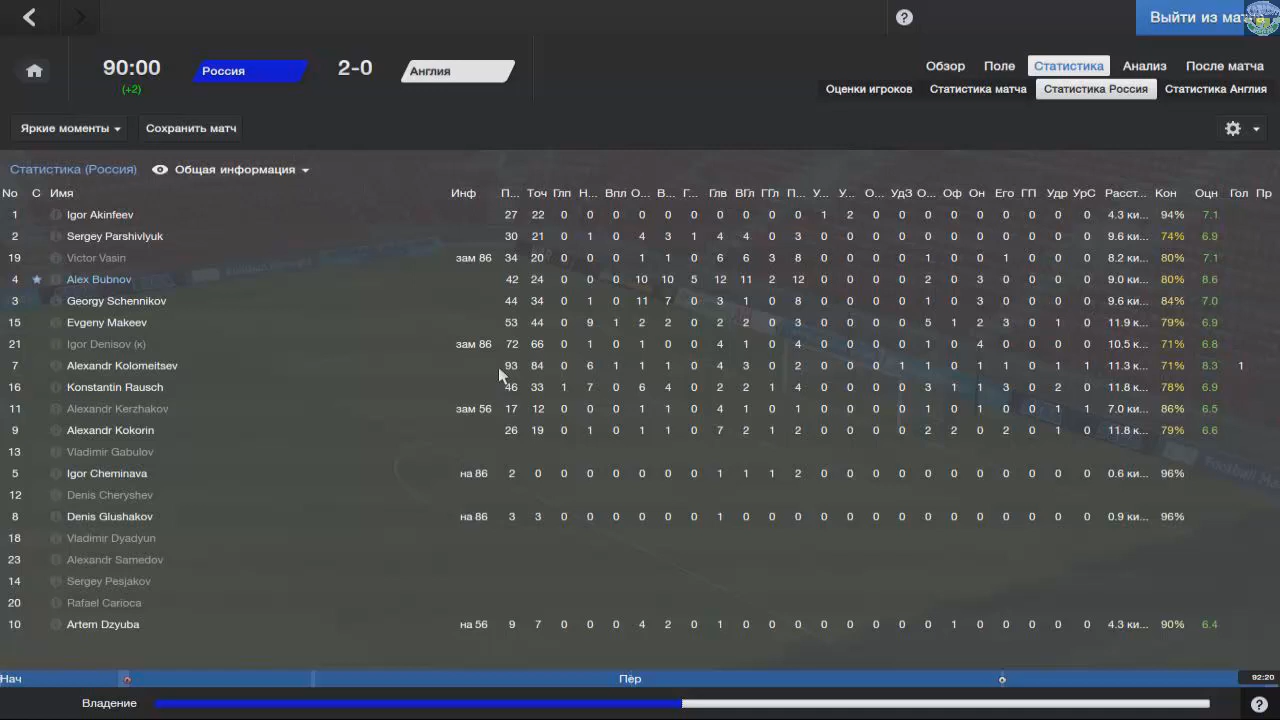 Выйти из мат
90:00 Россия 2-0 Англия
(+2)
Обзор Поле Статистика Анализ После матча
Оценки игроков Статистика матча Статистика Россия Статистика Англия
Яркие моменты Сохранить матч
Статистика (Россия) Общая информация
No С Имя Инф П... Точ Глп Н... Впл О... В... Г... Глв ВГл ГГл П... У... У... О... УдЗ О... Оф Он Его ГП Удр УрС Расст... Кон Оцн Гол Пр
1 Igor Akinfeev 27 22 0 0 0 0 0 0 0 0 0 0 1 2 0 0 0 0 0 0 0 0 0 4.3 ки... 94% 7.1
2 Sergey Parshivlyuk 30 21 0 1 0 4 3 1 4 4 0 3 0 0 0 0 1 0 3 0 0 0 0 9.6 ки... 74% 6.9
19 Victor Vasin зам 86 34 20 0 0 0 1 1 0 6 6 3 8 0 0 0 0 1 0 0 1 0 0 0 8.2 ки... 80% 7.1
4 Alex Bubnov 42 24 0 0 0 10 10 5 12 11 2 12 0 0 0 0 2 0 3 0 0 0 0 9.0 ки... 80% 8.6
3 Georgy Schennikov 44 34 0 1 0 11 7 0 3 1 0 8 0 0 0 0 1 0 3 0 0 0 0 9.6 ки... 84% 7.0
15 Evgeny Makeev 53 44 0 9 1 2 2 0 2 2 0 3 0 0 0 0 5 1 2 3 0 1 0 11.9 к... 79% 6.9
21 Igor Denisov (к) зам 86 72 66 0 1 0 1 0 0 4 1 0 4 0 0 0 0 1 0 1 0 0 0 0 10.5 к... 71% 6.8
7 Alexandr Kolomeitsev 93 84 0 6 1 1 1 0 4 3 0 2 0 0 0 1 1 0 1 1 0 1 1 11.3 к... 71% 8.3 1
16 Konstantin Rausch 46 33 1 7 0 6 4 0 2 2 1 4 0 0 0 0 3 1 1 3 0 2 0 11.8 к... 78% 6.9
11 Alexandr Kerzhakov зам 56 17 12 0 0 0 1 1 0 4 1 0 1 0 0 0 0 1 0 1 0 0 1 1 7.0 ки... 86% 6.5
9 Alexandr Kokorin 26 19 0 1 0 1 1 0 7 2 1 2 0 0 0 0 2 2 0 2 0 1 0 11.8 к... 79% 6.6
13 Vladimir Gabulov
5 Igor Cheminava на 86 2 0 0 0 0 0 0 0 1 1 1 2 0 0 0 0 0 0 0 0 0 0 0 0.6 ки... 96%
12 Denis Cheryshev
8 Denis Glushakov на 86 3 3 0 0 0 0 0 0 1 0 0 0 0 0 0 0 0 0 0 0 0 0 0 0.9 ки... 96%
18 Vladimir Dyadyun
23 Alexandr Samedov
14 Sergey Pesjakov
20 Rafael Carioca
10 Artem Dzyuba на 56 9 7 0 0 0 4 2 0 1 0 0 0 0 0 0 0 0 1 0 0 0 0 0 4.3 ки... 90% 6.4
Нач Пер 92:20
Владение